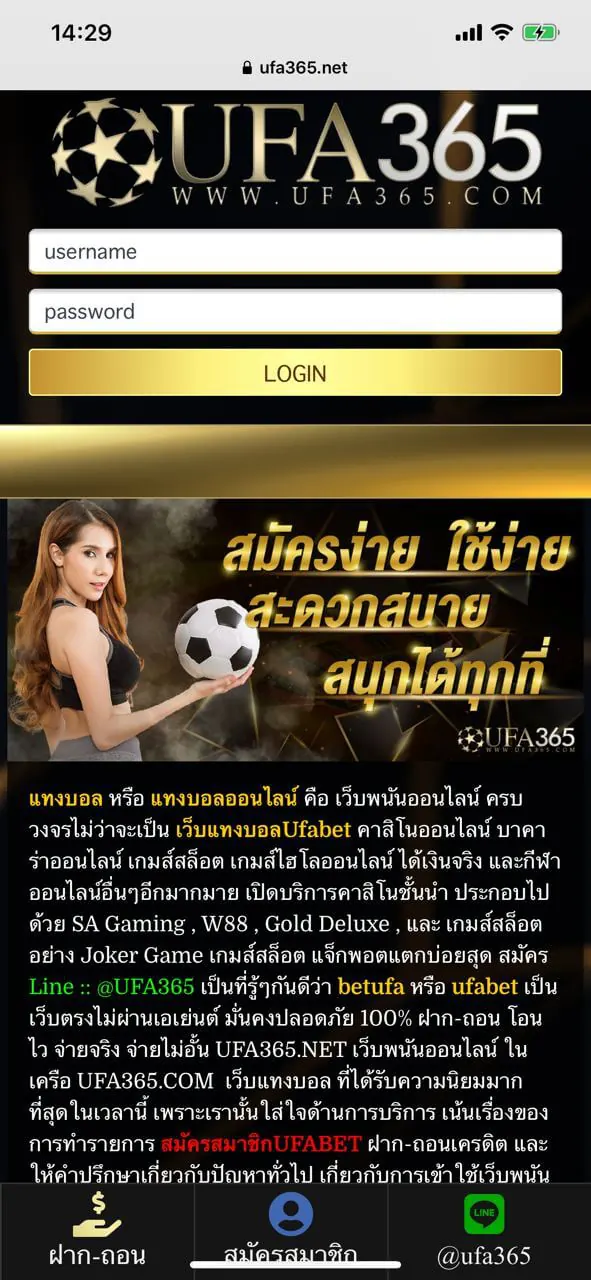 14:29
ufa365.net
UFA365
WWW.UFA365.COM
username
password
LOGIN
สมัครง่าย ใช้ง่าย
สะดวกสบาย
สนุกได้ทุกที่
UFA365
WWW.UFA365.COM
แทงบอล หรือ แทงบอลออนไลน์ คือ เว็บพนันออนไลน์ ครบ
วงจรไม่ว่าจะเป็น เว็บแทงบอลUfabet คาสิโนออนไลน์ บาคา
ร่าออนไลน์ เกมส์สล็อต เกมส์ไฮโลออนไลน์ ได้เงินจริง และกีฬา
ออนไลน์อื่นๆอีกมากมาย เปิดบริการคาสิโนชั้นนำ ประกอบไป
ด้วย SA Gaming , W88 , Gold Deluxe , และ เกมส์สล็อต
อย่าง Joker Game เกมส์สล็อต แจ็กพอตแตกบ่อยสุด สมัคร
Line :: @UFA365 เป็นที่รู้ๆกันดีว่า betufa หรือ ufabet เป็น
เว็บตรงไม่ผ่านเอเย่นต์ มั่นคงปลอดภัย 100% ฝาก-ถอน โอน
ไว จ่ายจริง จ่ายไม่อั้น UFA365.NET เว็บพนันออนไลน์ ใน
เครือ UFA365.COM เว็บแทงบอล ที่ได้รับความนิยมมาก
ที่สุดในเวลานี้ เพราะเรานั้นใส่ใจด้านการบริการ เน้นเรื่องของ
การทำรายการ สมัครสมาชิกUFABET ฝาก-ถอนเครดิต และ
ให้คำปรึกษาเกี่ยวกับปัญหาทั่วไป เกี่ยวกับการเข้าใช้เว็บพนัน
ฝาก-ถอน
สมัครสมาชิก
LINE
@ufa365